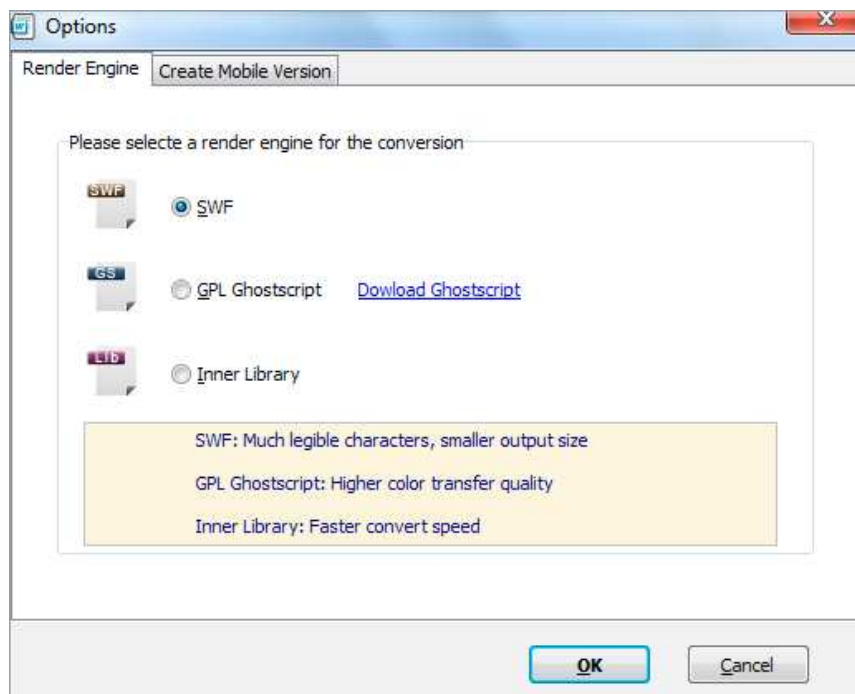 Options
Render Engine Create Mobile Version
Please selecte a render engine for the conversion
SWF SWF
GS GPL Ghostscript Dowload Ghostscript
Lib Inner Library
SWF: Much legible characters, smaller output size
GPL Ghostscript: Higher color transfer quality
Inner Library: Faster convert speed
OK Cancel